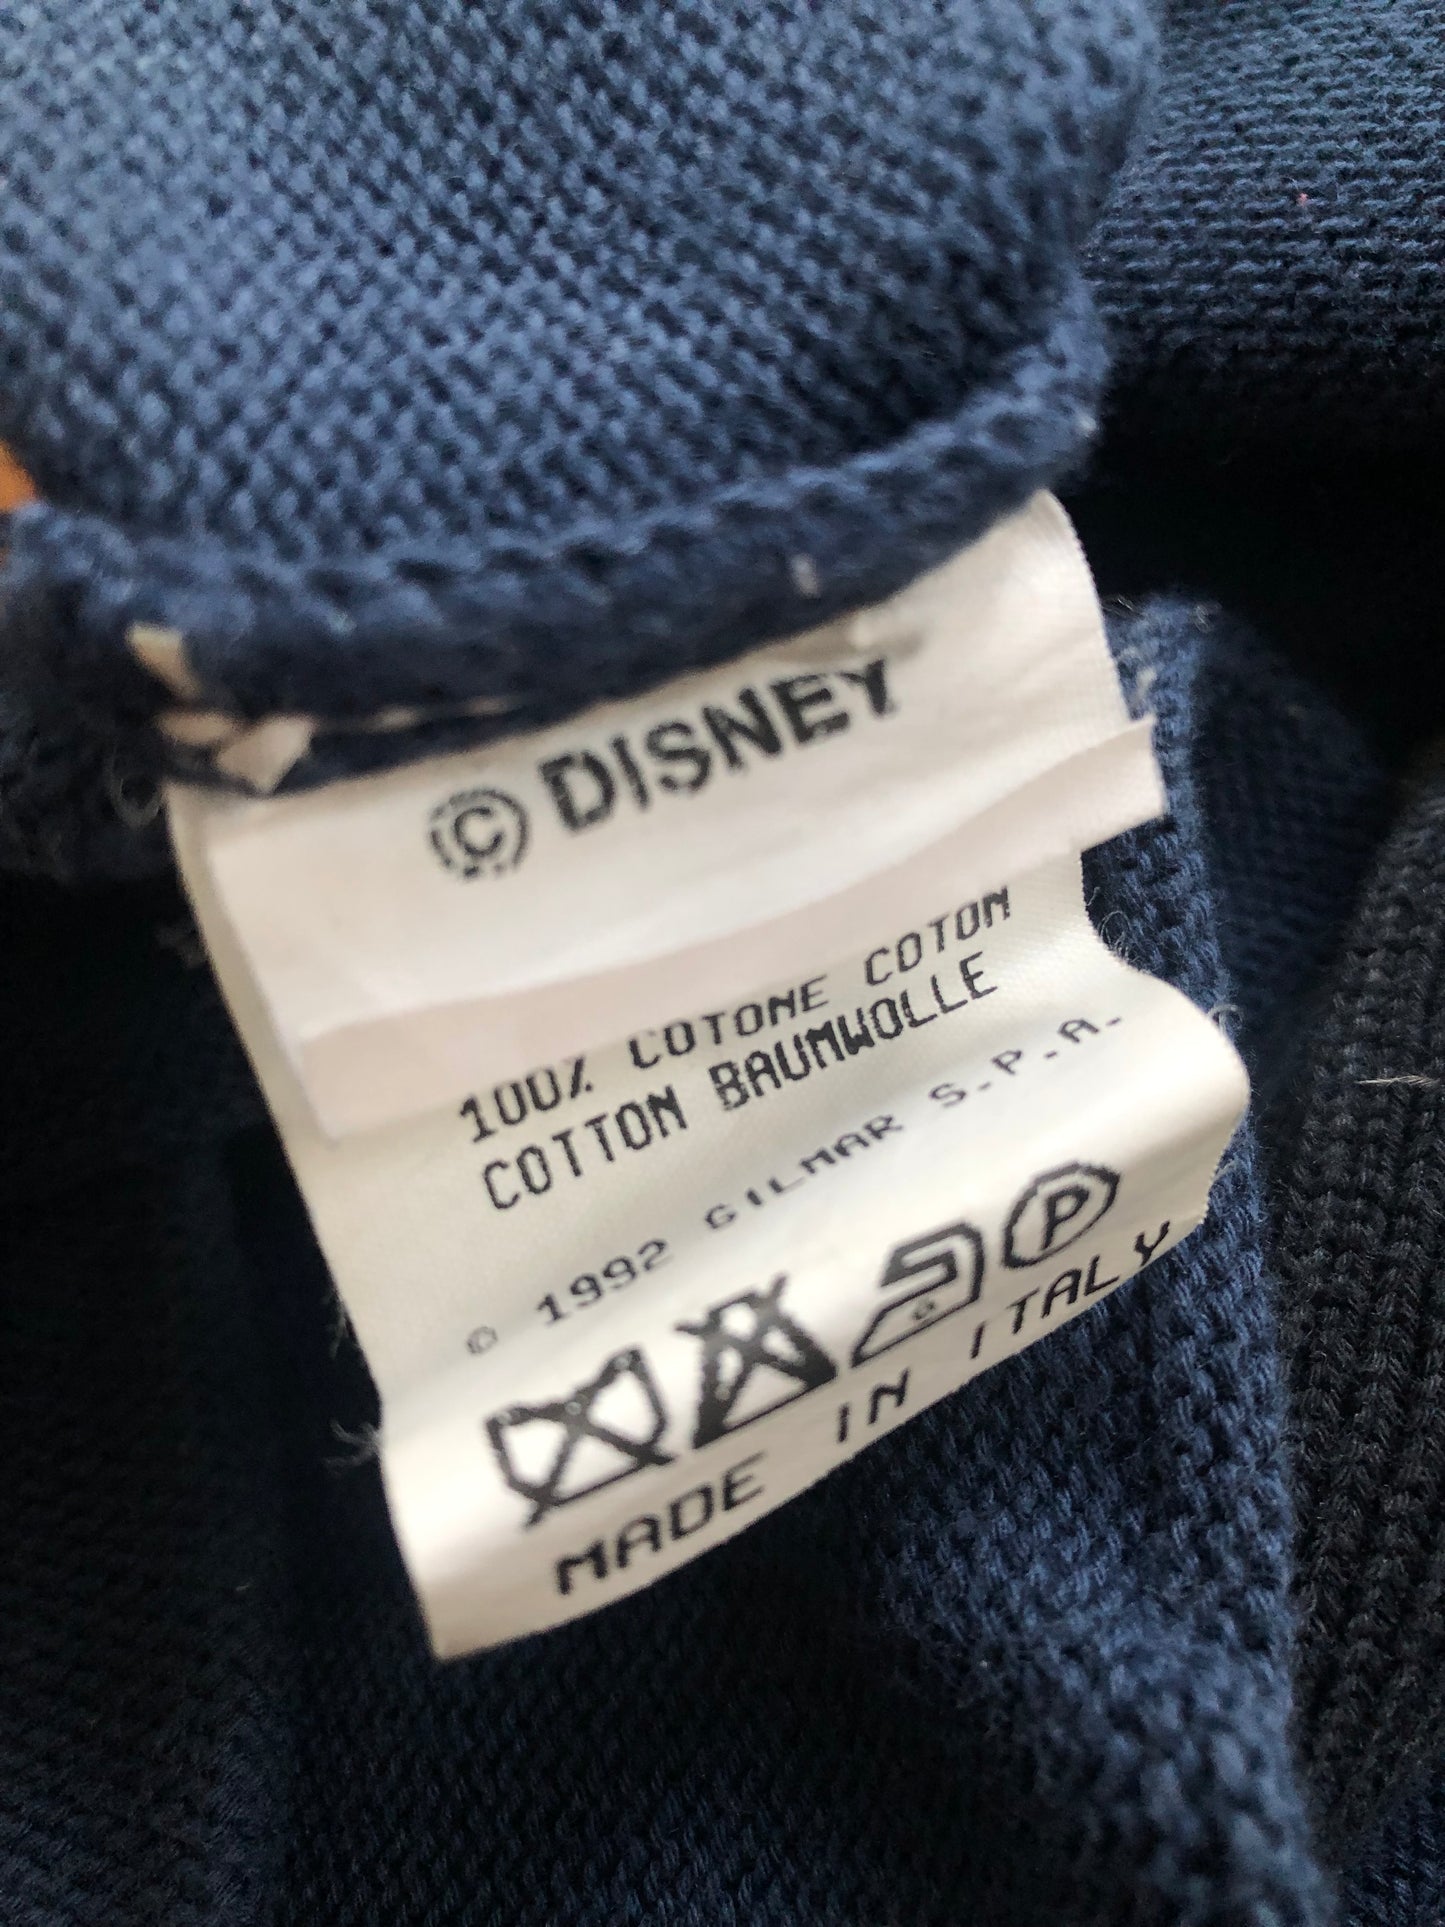 © DISNEY
100% COTONE COTON
COTTON BAUMWOLLE
© 1992 GILMAR S.P.A.
P
MADE IN ITALY